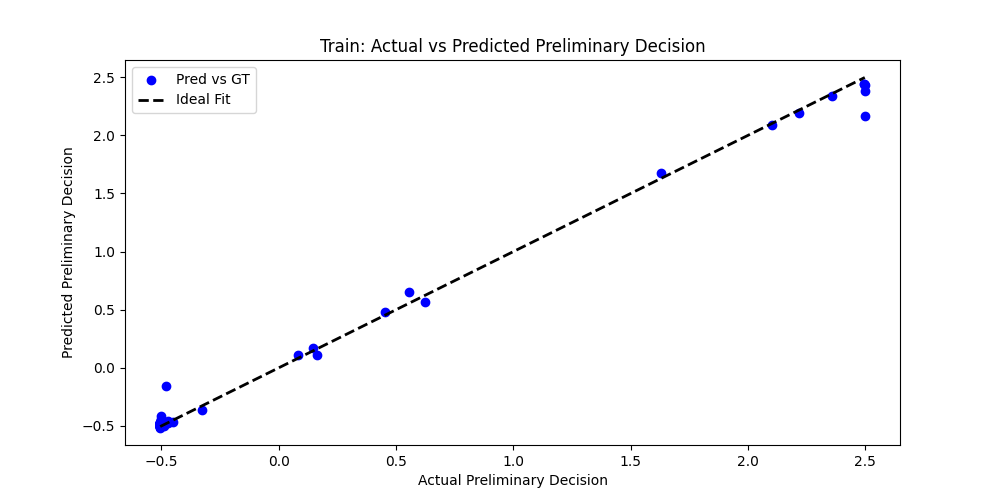 Train: Actual vs Predicted Preliminary Decision
Pred vs GT
Ideal Fit
Predicted Preliminary Decision
2.5
2.0
1.5
1.0
0.5
0.0
−0.5
−0.5 0.0 0.5 1.0 1.5 2.0 2.5
Actual Preliminary Decision